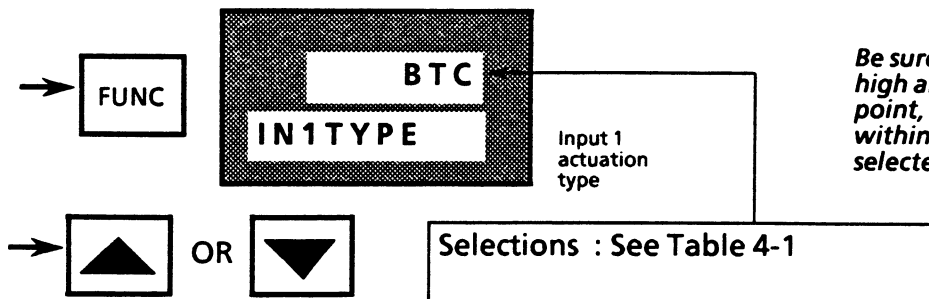 FUNC
BTC
IN1TYPE
Input 1
actuation
type
Be sure
high a
point,
within
selecte
OR
Selections : See Table 4-1